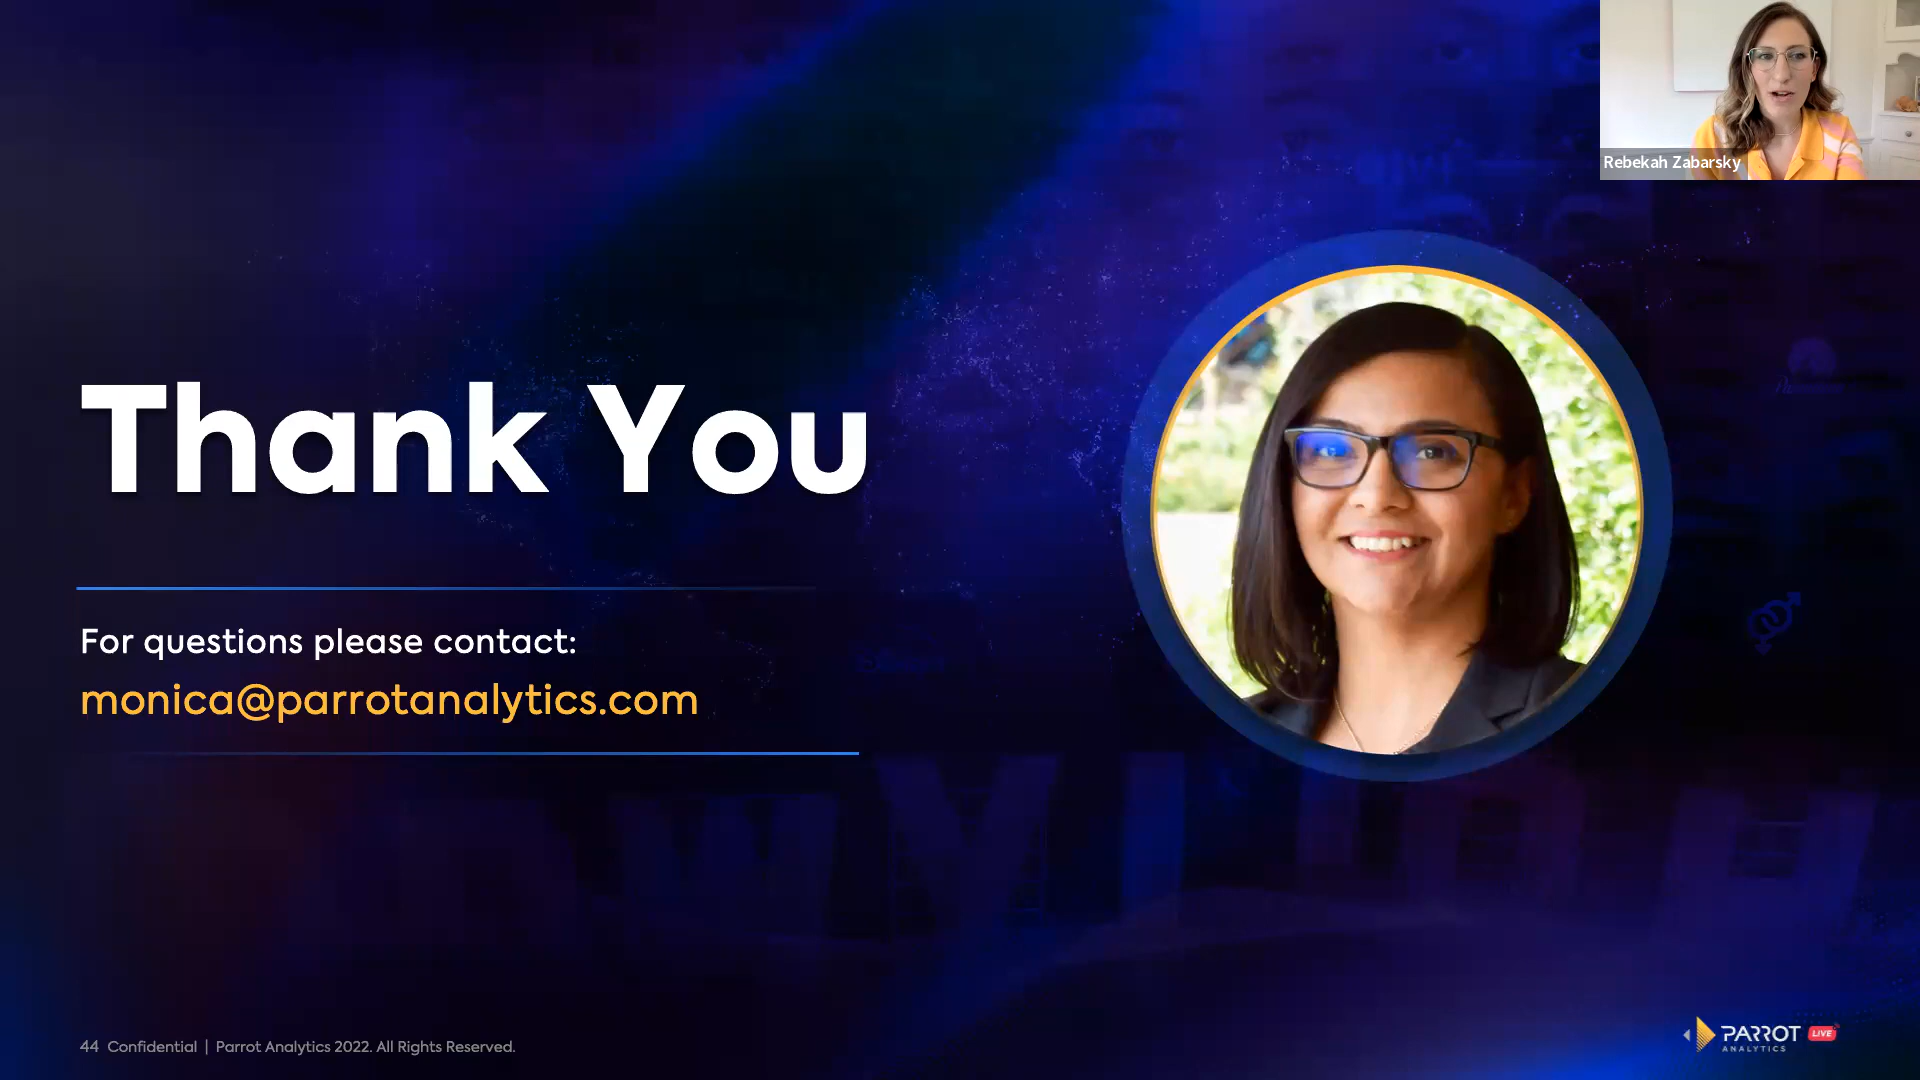 Rebekah Zabarsky
Thank You
For questions please contact:
monica@parrotanalytics.com
44 Confidential | Parrot Analytics 2022. All Rights Reserved.
PARROT LIVE
ANALYTICS